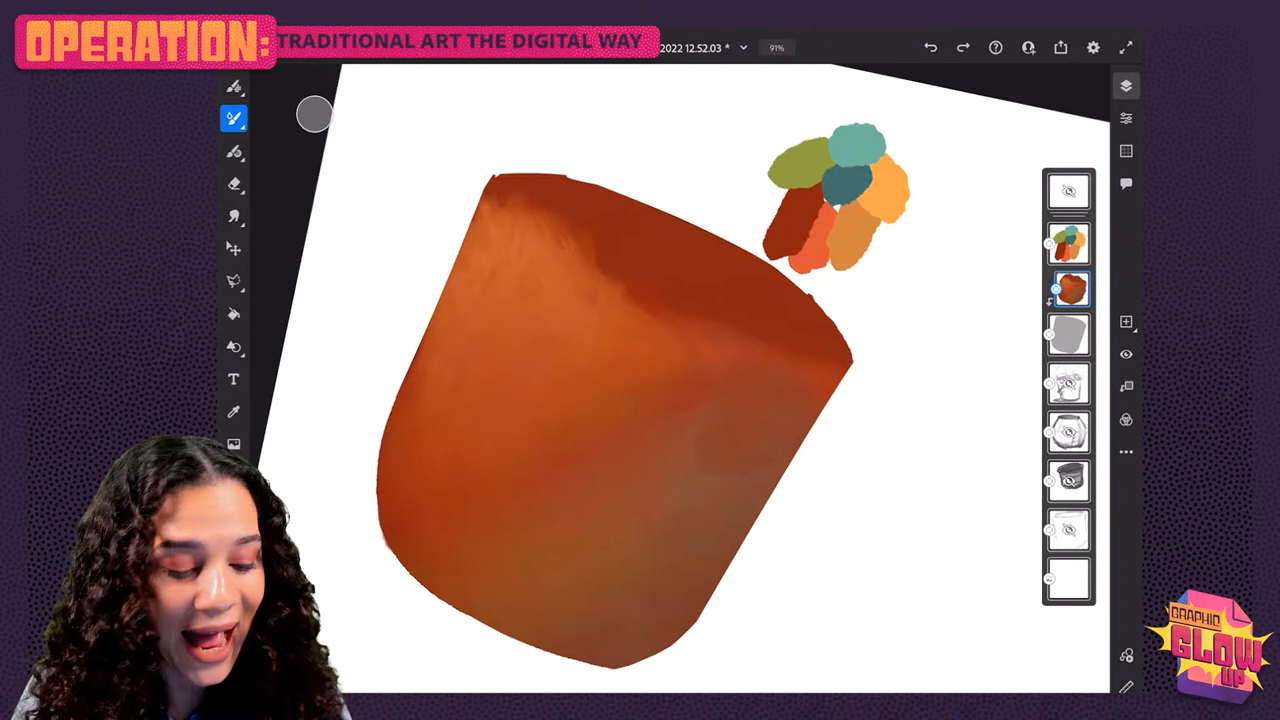 OPERATION:
TRADITIONAL ART THE DIGITAL WAY
2022 12.52.03 *
91%
T
GRAPHIC
GLOW
UP